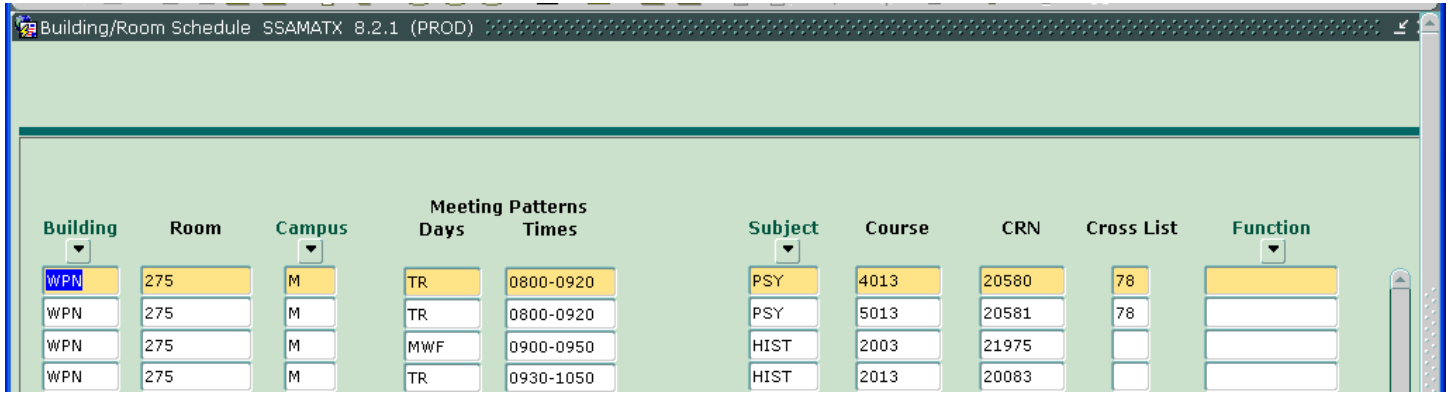 Building/Room Schedule SSAMATX 8.2.1 (PROD)
Meeting Patterns
Building Room Campus Days Times Subject Course CRN Cross List Function
WPN 275 M TR 0800-0920 PSY 4013 20580 78
WPN 275 M TR 0800-0920 PSY 5013 20581 78
WPN 275 M MWF 0900-0950 HIST 2003 21975
WPN 275 M TR 0930-1050 HIST 2013 20083